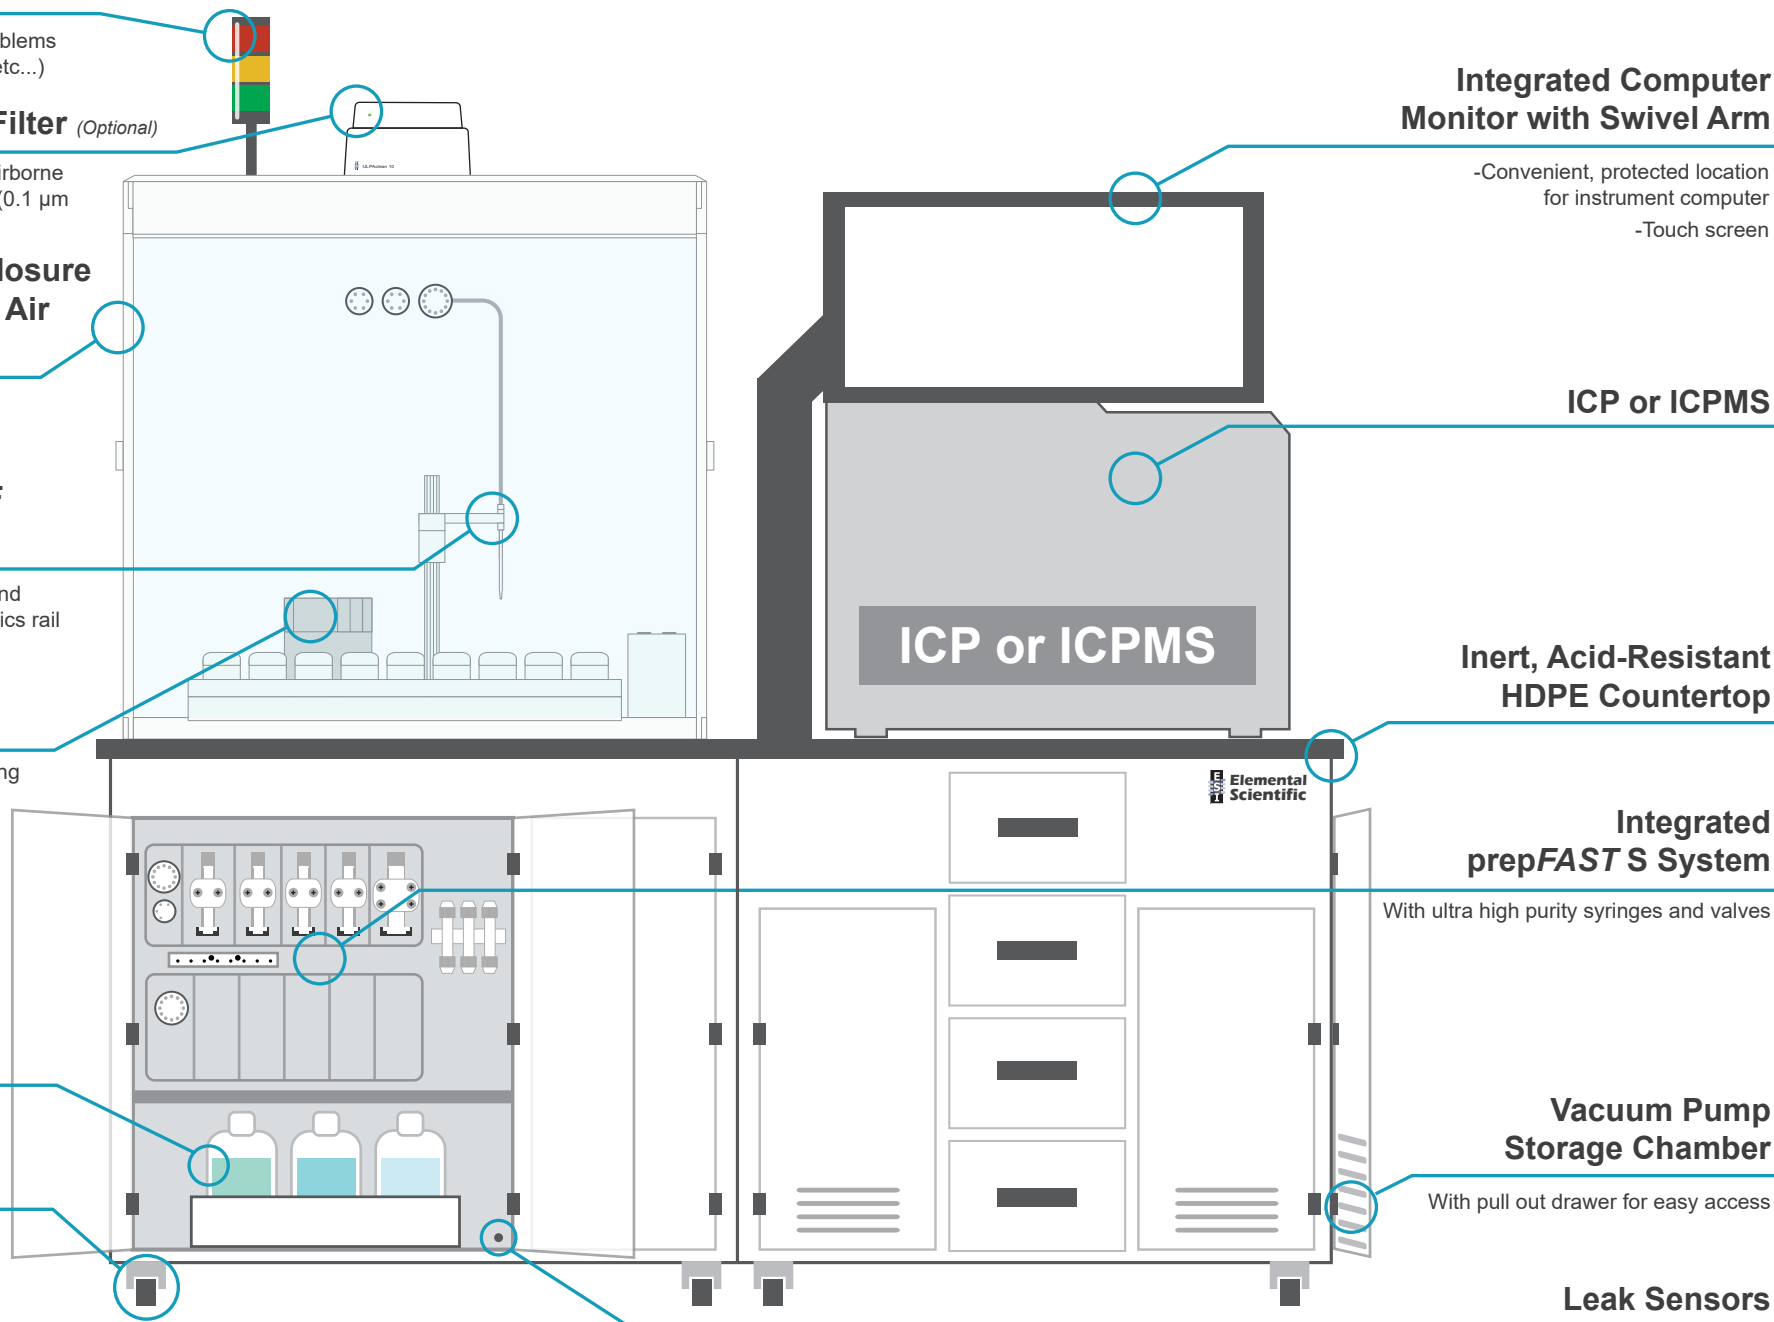 blems
etc...)
Filter (Optional)
irborne
(0.1 µm
losure
Air
nd
ics rail
ng
ULPAclean 10
ICP or ICPMS
ESI
Elemental
Scientific
Integrated Computer
Monitor with Swivel Arm
-Convenient, protected location
for instrument computer
-Touch screen
ICP or ICPMS
Inert, Acid-Resistant
HDPE Countertop
Integrated
prepFAST S System
With ultra high purity syringes and valves
Vacuum Pump
Storage Chamber
With pull out drawer for easy access
Leak Sensors